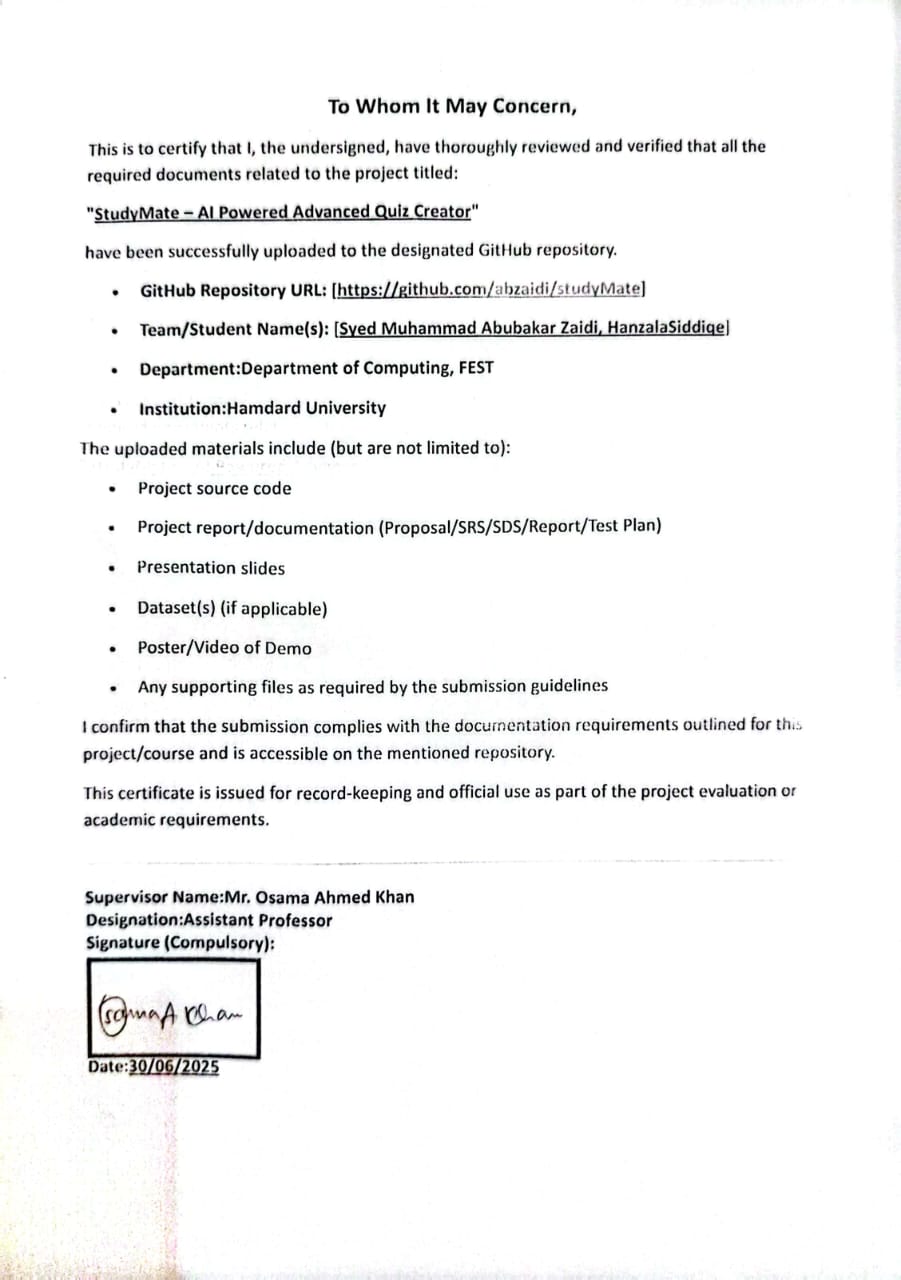 To Whom It May Concern,
This is to certify that I, the undersigned, have thoroughly reviewed and verified that all the
required documents related to the project titled:
"StudyMate – AI Powered Advanced Quiz Creator"
have been successfully uploaded to the designated GitHub repository.
• GitHub Repository URL: [https://github.com/abzaidi/studyMate]
• Team/Student Name(s): [Syed Muhammad Abubakar Zaidi, HanzalaSiddiqe]
• Department:Department of Computing, FEST
• Institution:Hamdard University
The uploaded materials include (but are not limited to):
• Project source code
• Project report/documentation (Proposal/SRS/SDS/Report/Test Plan)
• Presentation slides
• Dataset(s) (if applicable)
• Poster/Video of Demo
• Any supporting files as required by the submission guidelines
I confirm that the submission complies with the documentation requirements outlined for this
project/course and is accessible on the mentioned repository.
This certificate is issued for record-keeping and official use as part of the project evaluation or
academic requirements.
Supervisor Name:Mr. Osama Ahmed Khan
Designation:Assistant Professor
Signature (Compulsory):
Osama A Khan
Date:30/06/2025